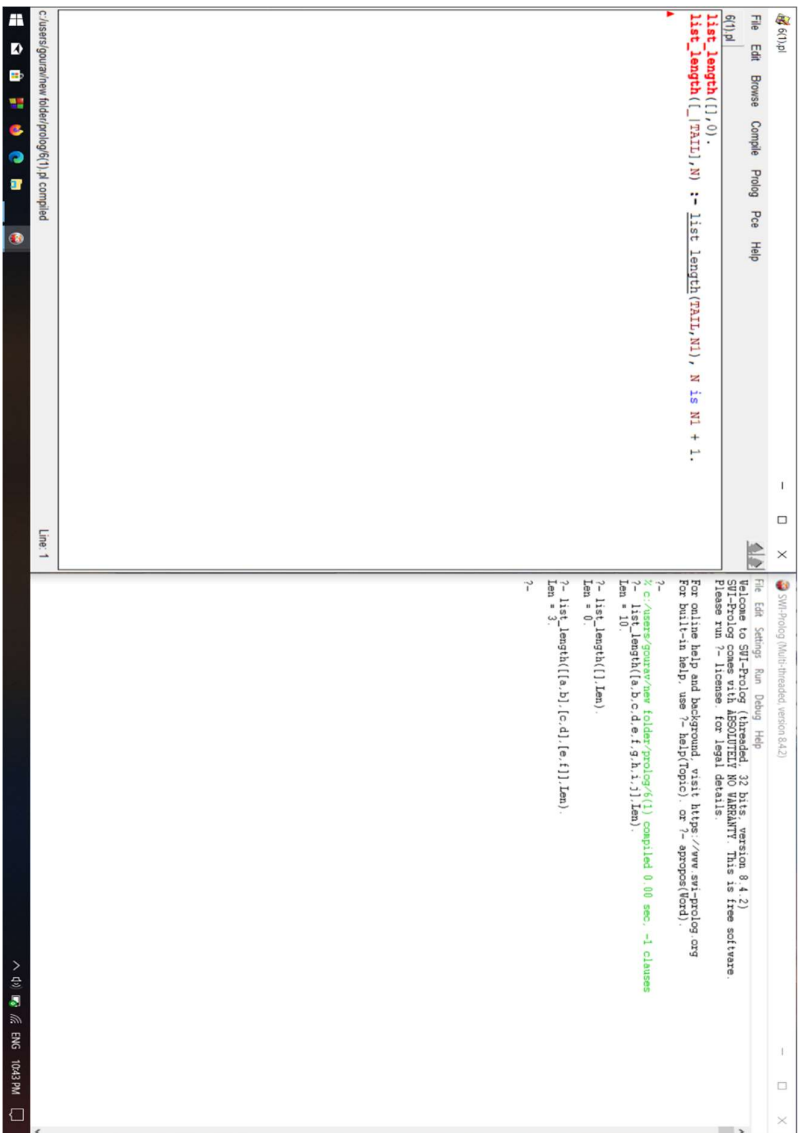 6(1).pl
File Edit Browse Compile Prolog Pce Help
6(1).pl
list_length([],0).
list_length([_|TAIL],N) :- list_length(TAIL,N1), N is N1 + 1.
c:/users/gourav/new folder/prolog/6(1).pl compiled
Line: 1
SWI-Prolog (Multi-threaded, version 8.4.2)
File Edit Settings Run Debug Help
Welcome to SWI-Prolog (threaded, 32 bits, version 8.4.2)
SWI-Prolog comes with ABSOLUTELY NO WARRANTY. This is free software.
Please run ?- license. for legal details.
For online help and background, visit https://www.swi-prolog.org
For built-in help, use ?- help(Topic). or ?- apropos(Word).
?-
% c:/users/gourav/new folder/prolog/6(1) compiled 0.00 sec, -1 clauses
?- list_length([a,b,c,d,e,f,g,h,i,j],Len).
Len = 10.
?- list_length([],Len).
Len = 0.
?- list_length([[a,b],[c,d],[e,f]],Len).
Len = 3.
?-
ENG 10:43 PM